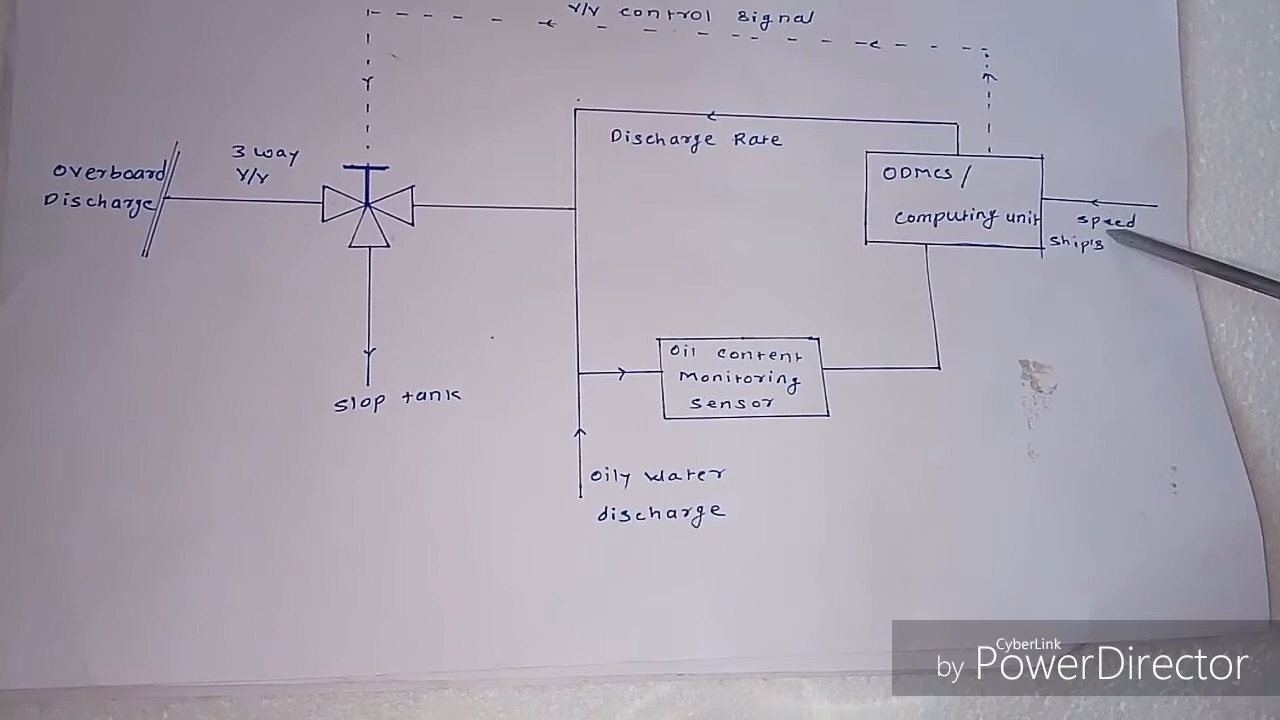 V/V control signal
Discharge Rate
3 way
V/V
Overboard
Discharge
ODMCS /
computing unit
speed
ship's
Oil content
Monitoring
sensor
slop tank
Oily Water
discharge
CyberLink
by PowerDirector